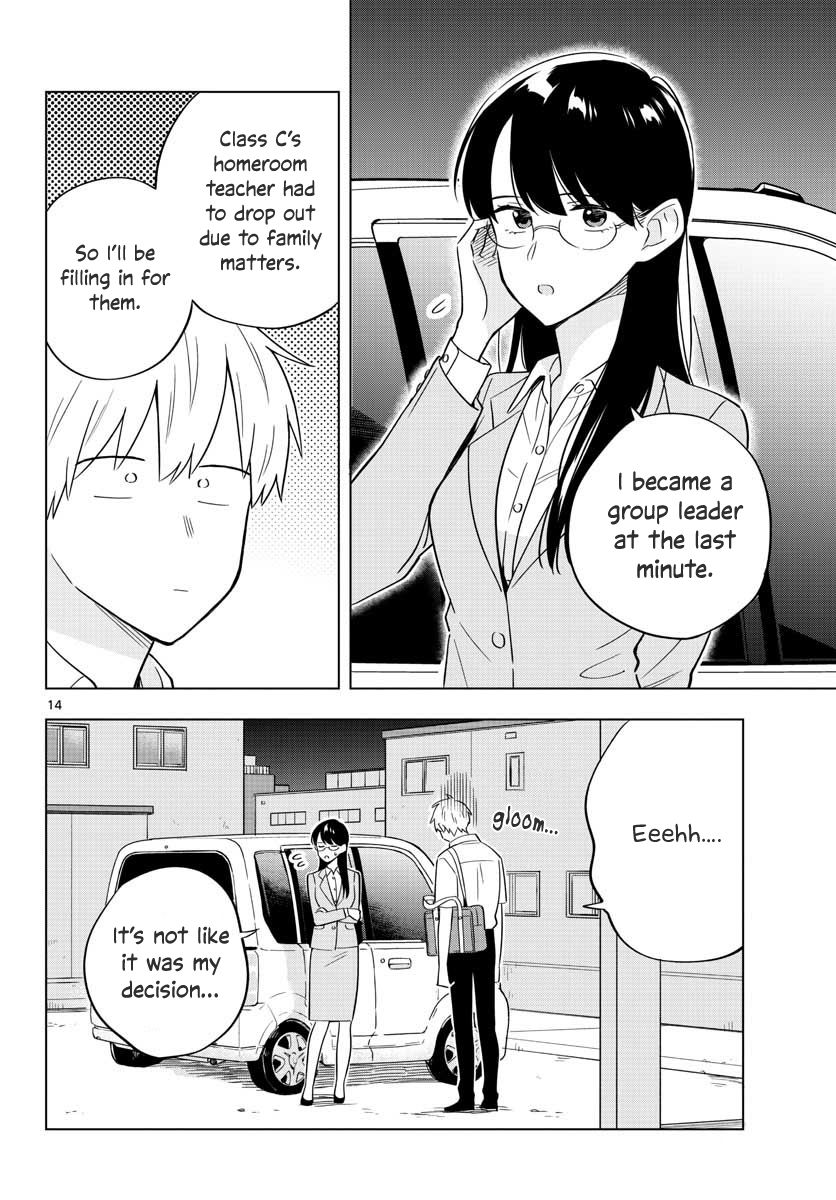 I became a
group leader
at the last
minute.
Class C's
homeroom
teacher had
to drop out
due to family
matters.
So I'll be
filling in for
them.
14
Eeehh....
gloom...
It's not like
it was my
decision...